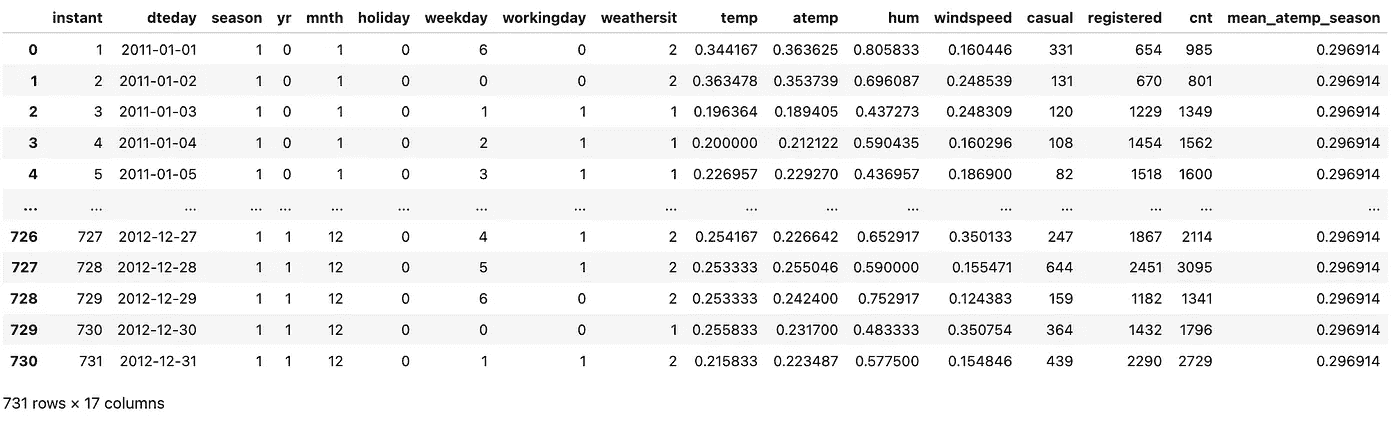 instant dteday season yr mnth holiday weekday workingday weathersit temp atemp hum windspeed casual registered cnt mean_atemp_season
0 1 2011-01-01 1 0 1 0 6 0 2 0.344167 0.363625 0.805833 0.160446 331 654 985 0.296914
1 2 2011-01-02 1 0 1 0 0 0 2 0.363478 0.353739 0.696087 0.248539 131 670 801 0.296914
2 3 2011-01-03 1 0 1 0 1 1 1 0.196364 0.189405 0.437273 0.248309 120 1229 1349 0.296914
3 4 2011-01-04 1 0 1 0 2 1 1 0.200000 0.212122 0.590435 0.160296 108 1454 1562 0.296914
4 5 2011-01-05 1 0 1 0 3 1 1 0.226957 0.229270 0.436957 0.186900 82 1518 1600 0.296914
... ... ... ... ... ... ... ... ... ... ... ... ... ... ... ... ... ...
726 727 2012-12-27 1 1 12 0 4 1 2 0.254167 0.226642 0.652917 0.350133 247 1867 2114 0.296914
727 728 2012-12-28 1 1 12 0 5 1 2 0.253333 0.255046 0.590000 0.155471 644 2451 3095 0.296914
728 729 2012-12-29 1 1 12 0 6 0 2 0.253333 0.242400 0.752917 0.124383 159 1182 1341 0.296914
729 730 2012-12-30 1 1 12 0 0 0 1 0.255833 0.231700 0.483333 0.350754 364 1432 1796 0.296914
730 731 2012-12-31 1 1 12 0 1 1 2 0.215833 0.223487 0.577500 0.154846 439 2290 2729 0.296914
731 rows × 17 columns